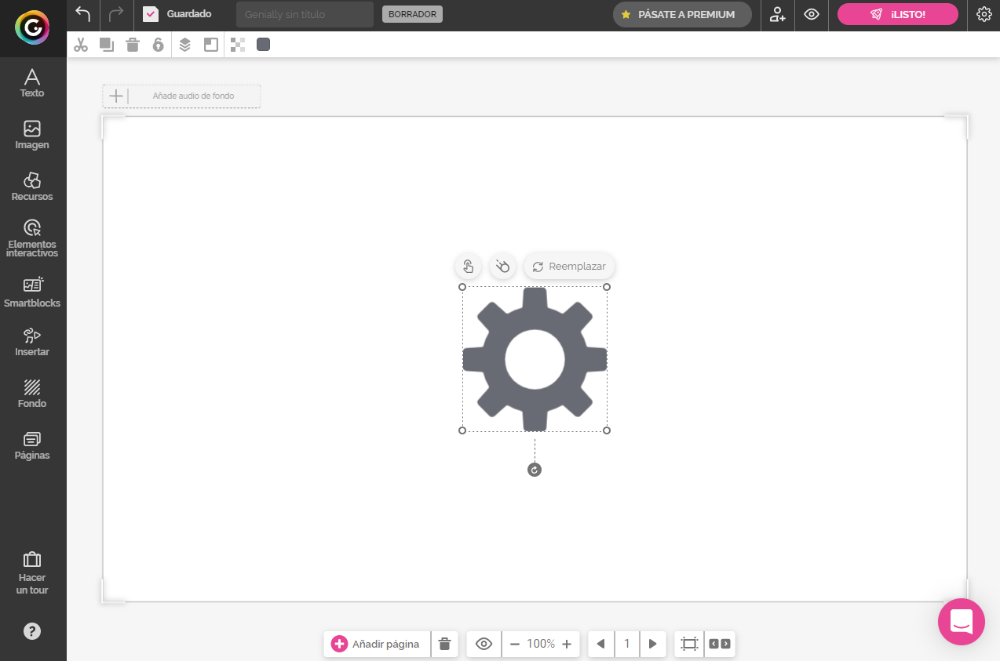 Guardado
Genially sin título
BORRADOR
PÁSATE A PREMIUM
¡LISTO!
Añade audio de fondo
Texto
Imagen
Recursos
Elementos
interactivos
Smartblocks
Insertar
Fondo
Páginas
Hacer
un tour
?
Reemplazar
Añadir página
100%
1